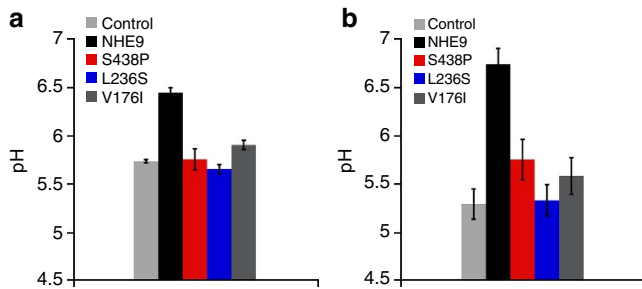 a
Control
NHE9
S438P
L236S
V176I
7
6.5
6
5.5
5
4.5
pH
b
Control
NHE9
S438P
L236S
V176I
7
6.5
6
5.5
5
4.5
pH